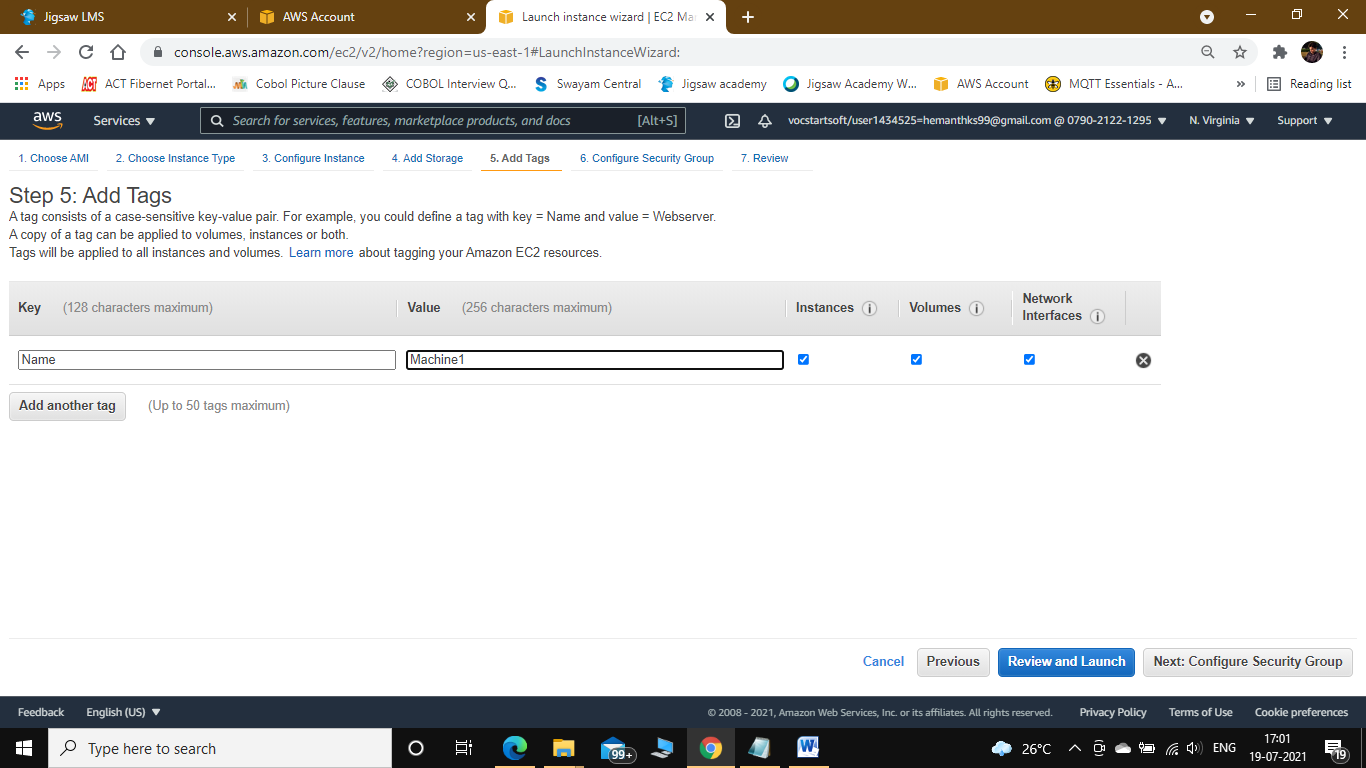 Jigsaw LMS
AWS Account
Launch instance wizard | EC2 Ma
console.aws.amazon.com/ec2/v2/home?region=us-east-1#LaunchInstanceWizard:
Apps
ACT ACT Fibernet Portal...
Cobol Picture Clause
COBOL Interview Q...
Swayam Central
Jigsaw academy
Jigsaw Academy W...
AWS Account
MQTT Essentials - A...
»
Reading list
aws
Services
Search for services, features, marketplace products, and docs
[Alt+S]
vocstartsoft/user1434525=hemanthks99@gmail.com @ 0790-2122-1295
N. Virginia
Support
1. Choose AMI
2. Choose Instance Type
3. Configure Instance
4. Add Storage
5. Add Tags
6. Configure Security Group
7. Review
Step 5: Add Tags
A tag consists of a case-sensitive key-value pair. For example, you could define a tag with key = Name and value = Webserver.
A copy of a tag can be applied to volumes, instances or both.
Tags will be applied to all instances and volumes. Learn more about tagging your Amazon EC2 resources.
Key (128 characters maximum)
Value (256 characters maximum)
Instances i
Volumes i
Network
Interfaces i
Name
Machine1
Add another tag
(Up to 50 tags maximum)
Cancel
Previous
Review and Launch
Next: Configure Security Group
Feedback
English (US)
© 2008 - 2021, Amazon Web Services, Inc. or its affiliates. All rights reserved.
Privacy Policy
Terms of Use
Cookie preferences
Type here to search
99+
W
26°C
ENG
17:01
19-07-2021
19